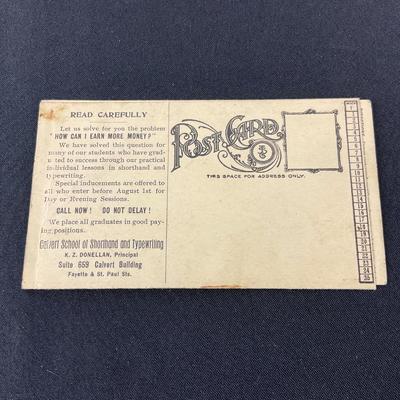 READ CAREFULLY
Let us solve for you the problem
"HOW CAN I EARN MORE MONEY?"
We have solved this question for
many of our students who have grad-
uated to success through our practical
individual lessons in shorthand and
typewriting.
Special inducements are offered to
all who enter before August 1st for
Day or Evening Sessions.
CALL NOW! DO NOT DELAY!
We place all graduates in good pay-
ing positions.
Calvert School of Shorthand and Typewriting
K. Z. DONELLAN, Principal
Suite 659 Calvert Building
Fayette & St. Paul Sts.
POST CARD
THIS SPACE FOR ADDRESS ONLY.